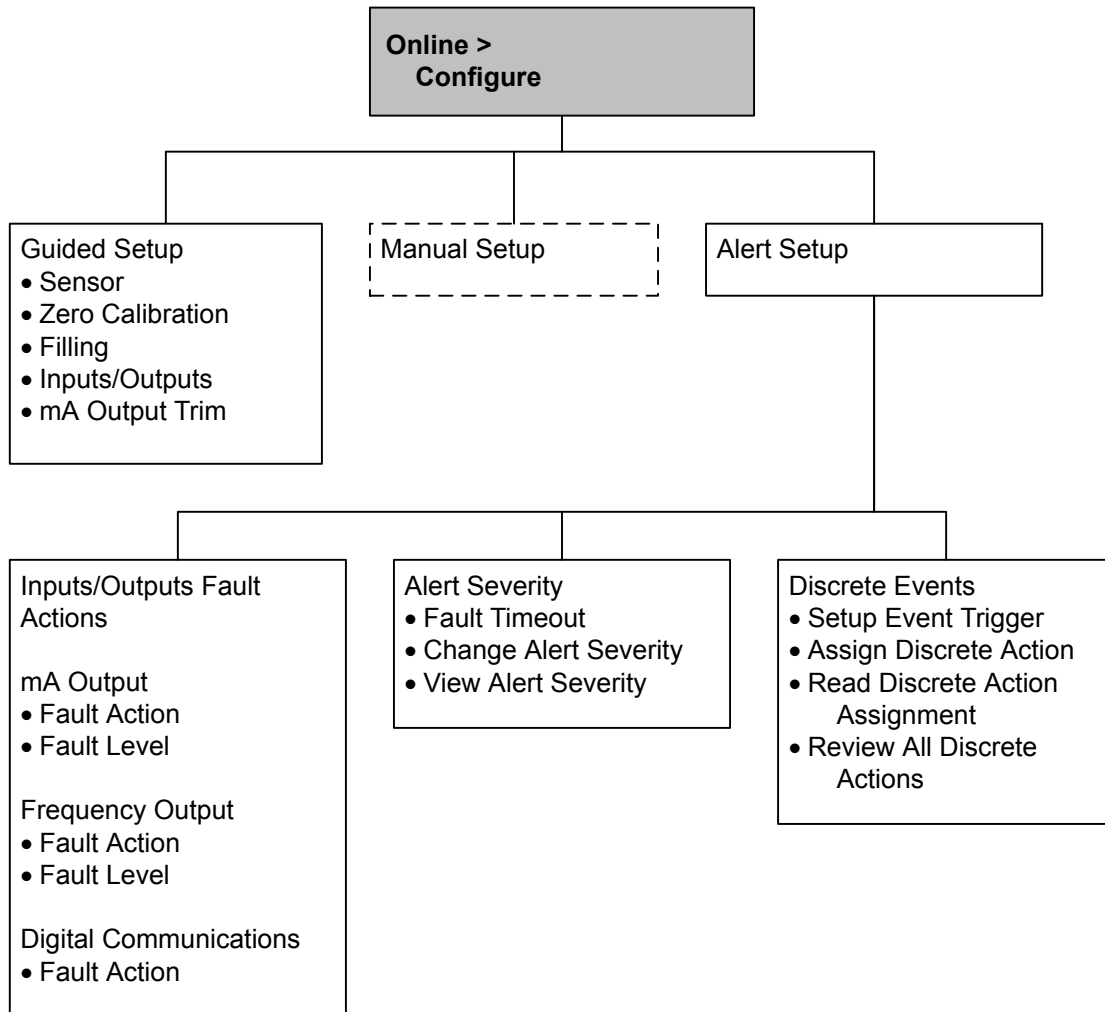 Online >
Configure
Guided Setup
• Sensor
• Zero Calibration
• Filling
• Inputs/Outputs
• mA Output Trim
Manual Setup
Alert Setup
Inputs/Outputs Fault
Actions
mA Output
• Fault Action
• Fault Level
Frequency Output
• Fault Action
• Fault Level
Digital Communications
• Fault Action
Alert Severity
• Fault Timeout
• Change Alert Severity
• View Alert Severity
Discrete Events
• Setup Event Trigger
• Assign Discrete Action
• Read Discrete Action
Assignment
• Review All Discrete
Actions